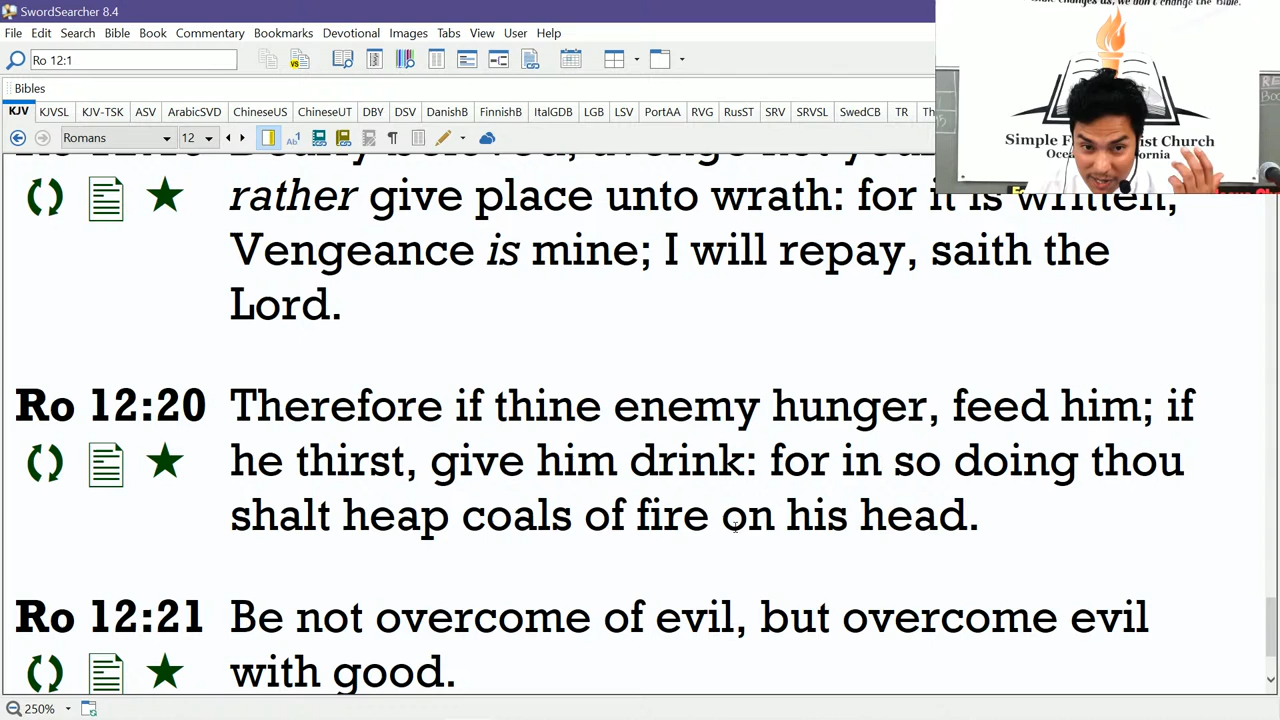 SwordSearcher 8.4
File Edit Search Bible Book Commentary Bookmarks Devotional Images Tabs View User Help
Ro 12:1
Bibles
KJV KJVSL KJV-TSK ASV ArabicSVD ChineseUS ChineseUT DBY DSV DanishB FinnishB ItalGDB LGB LSV PortAA RVG RusST SRV SRVSL SwedCB TR
Romans 12
rather give place unto wrath: for it is written,
Vengeance is mine; I will repay, saith the
Lord.
Ro 12:20 Therefore if thine enemy hunger, feed him; if
he thirst, give him drink: for in so doing thou
shalt heap coals of fire on his head.
Ro 12:21 Be not overcome of evil, but overcome evil
with good.
250%
we don't change the Bible.
Simple
Church